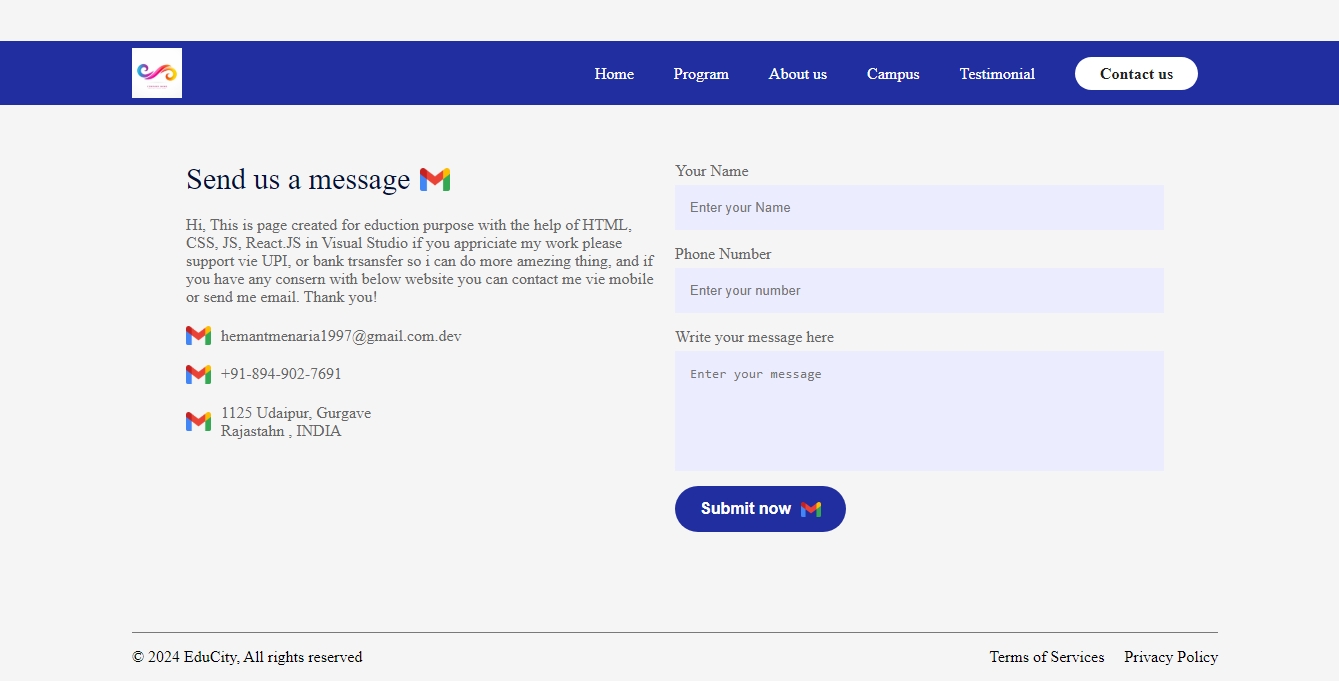 Home Program About us Campus Testimonial Contact us
Send us a message
Hi, This is page created for eduction purpose with the help of HTML,
CSS, JS, React.JS in Visual Studio if you appriciate my work please
support vie UPI, or bank trsansfer so i can do more amezing thing, and if
you have any consern with below website you can contact me vie mobile
or send me email. Thank you!
hemantmenaria1997@gmail.com.dev
+91-894-902-7691
1125 Udaipur, Gurgave
Rajastahn , INDIA
Your Name
Enter your Name
Phone Number
Enter your number
Write your message here
Enter your message
Submit now
© 2024 EduCity, All rights reserved
Terms of Services Privacy Policy